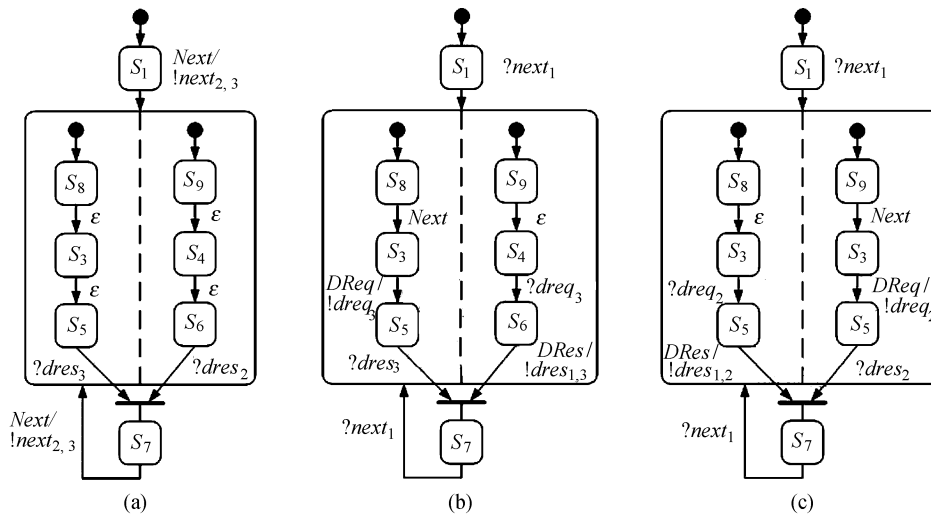 S1
Next/
!next2, 3
S8
S9
ε
ε
S3
S4
ε
ε
S5
S6
?dres3
?dres2
Next/
!next2, 3
S7
(a)
S1
?next1
S8
S9
Next
ε
S3
S4
DReq/
!dreq3
?dreq3
S5
S6
?dres3
DRes/
!dres1,3
?next1
S7
(b)
S1
?next1
S8
S9
ε
Next
S3
S3
?dreq2
DReq/
!dreq2
S5
S5
DRes/
!dres1,2
?dres2
?next1
S7
(c)